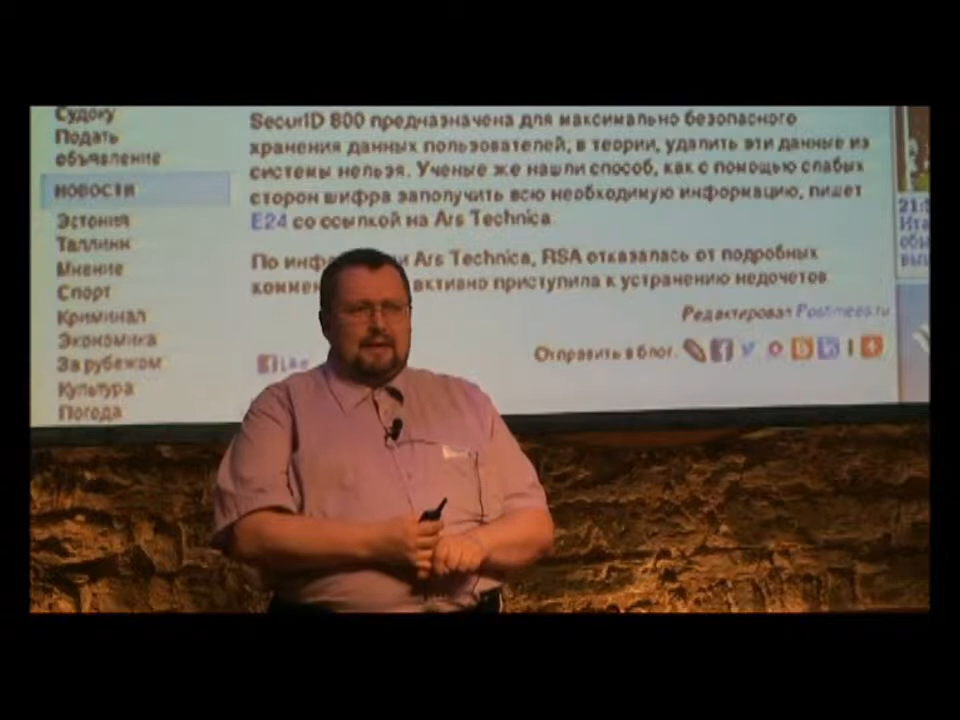 Судоку
Подать
объявление
НОВОСТИ
Эстония
Таллинн
Мнение
Спорт
Криминал
Экономика
За рубежом
Культура
Погода
SecurID 800 предназначена для максимально безопасного
хранения данных пользователей, в теории, удалить эти данные из
системы нельзя. Ученые же нашли способ, как с помощью слабых
сторон шифра заполучить всю необходимую информацию, пишет
E24 со ссылкой на Ars Technica.
По инф и Ars Technica, RSA отказалась от подробных
коммен активно приступила к устранению недочетов.
Редактировал Postimees.ru
Like
Отправить в блог:
21: